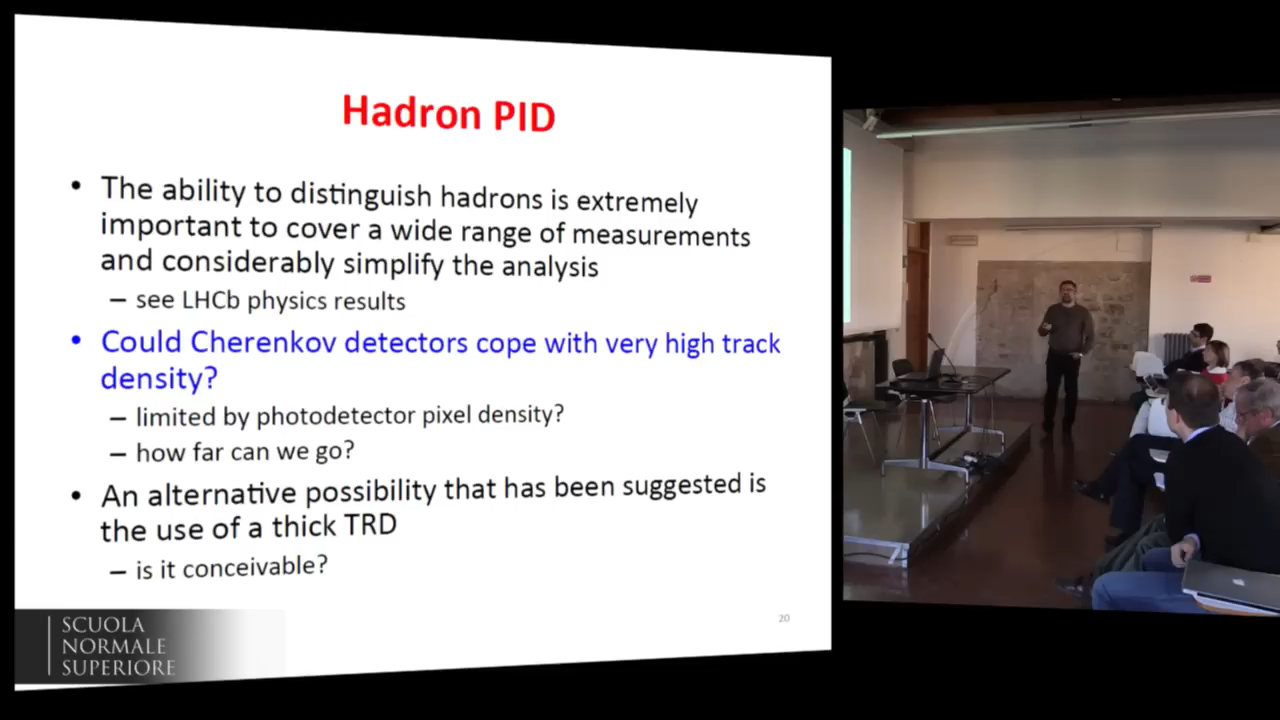 Hadron PID
• The ability to distinguish hadrons is extremely
important to cover a wide range of measurements
and considerably simplify the analysis
– see LHCb physics results
• Could Cherenkov detectors cope with very high track
density?
– limited by photodetector pixel density?
– how far can we go?
• An alternative possibility that has been suggested is
the use of a thick TRD
– is it conceivable?
20
SCUOLA
NORMALE
SUPERIORE